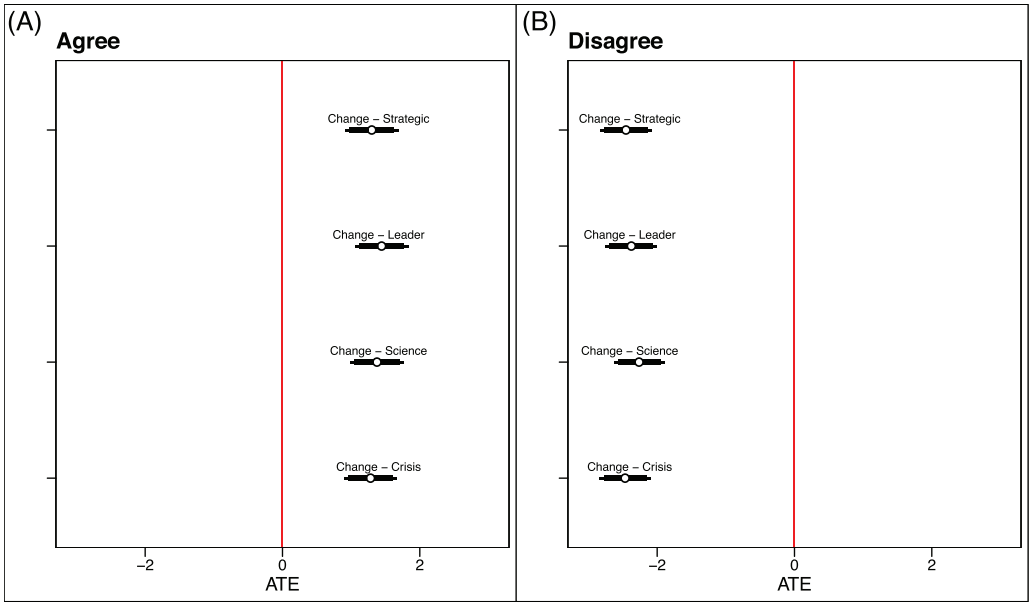 (A)
Agree
Change – Strategic
Change – Leader
Change – Science
Change – Crisis
−2 0 2
ATE
(B)
Disagree
Change – Strategic
Change – Leader
Change – Science
Change – Crisis
−2 0 2
ATE